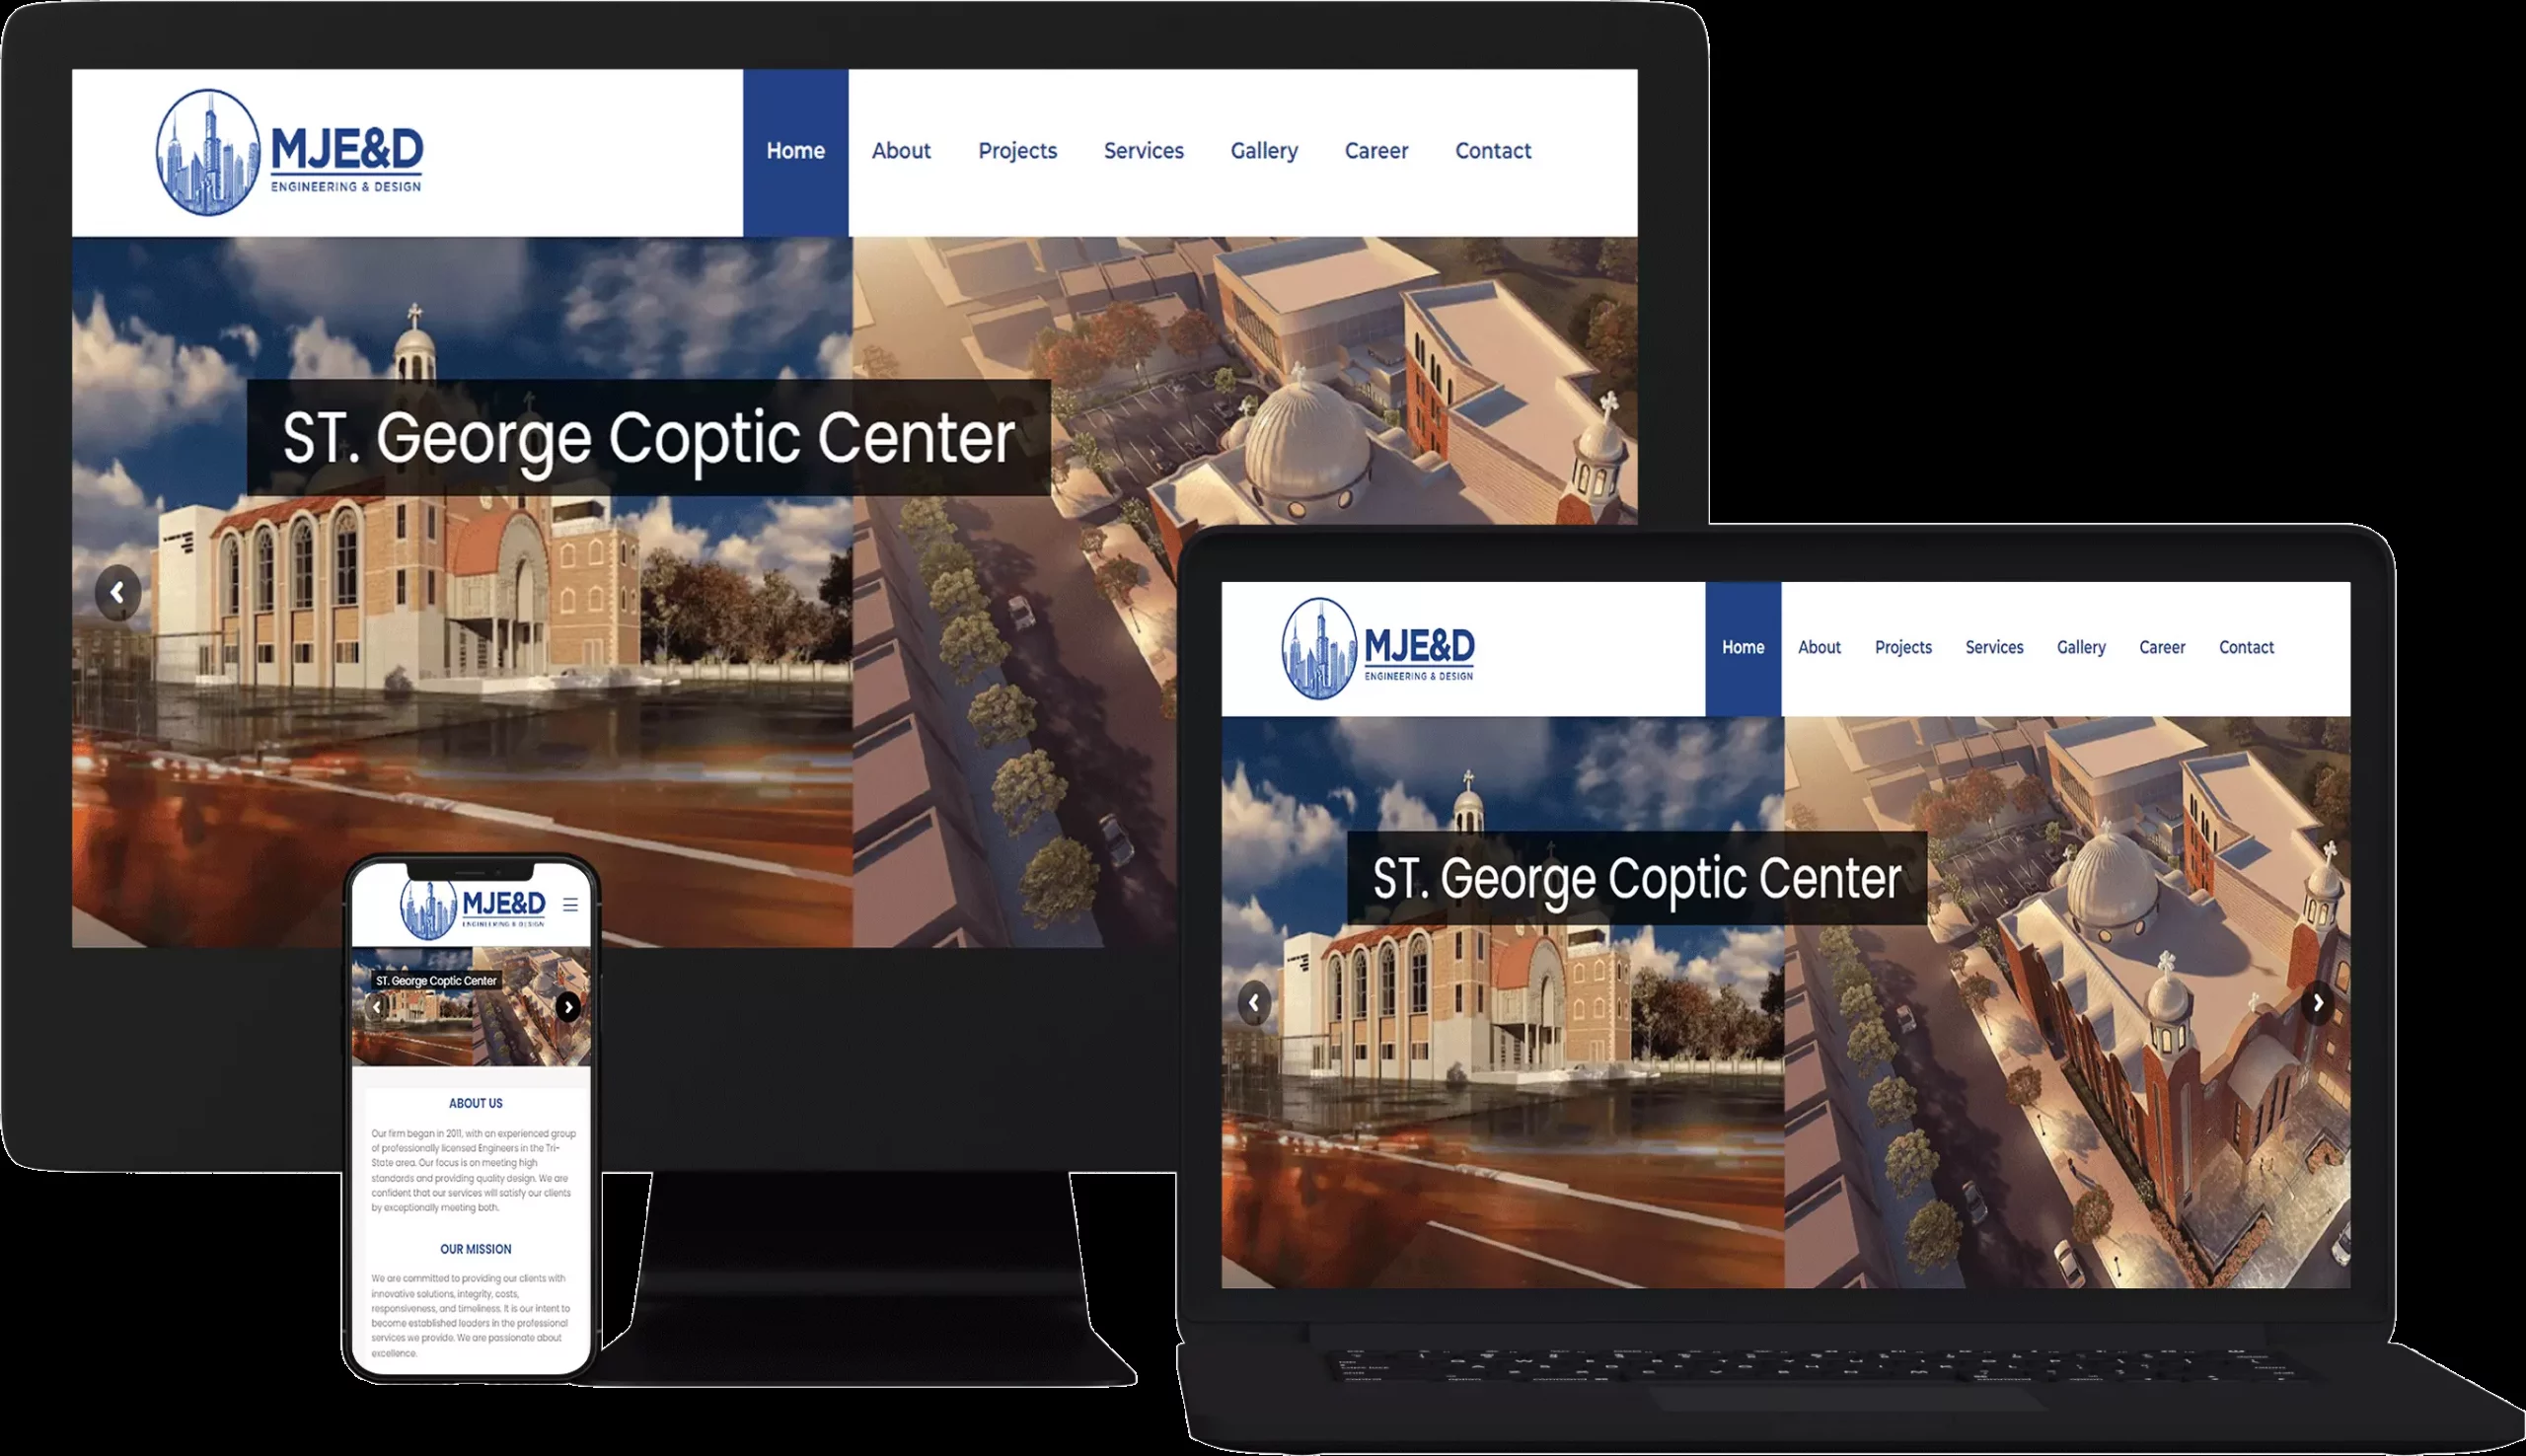 MJE&D
ENGINEERING & DESIGN
Home About Projects Services Gallery Career Contact
ST. George Coptic Center
MJE&D
ENGINEERING & DESIGN
Home About Projects Services Gallery Career Contact
ST. George Coptic Center
MJE&D
ENGINEERING & DESIGN
ST. George Coptic Center
ABOUT US
Our firm began in 2011, with an experienced group
of professionally licensed Engineers in the Tri-
State area. Our focus is on meeting high
standards and providing quality design. We are
confident that our services will satisfy our clients
by exceptionally meeting both.
OUR MISSION
We are committed to providing our clients with
innovative solutions, integrity, costs,
responsiveness, and timeliness. It is our intent to
become established leaders in the professional
services we provide. We are passionate about
excellence.